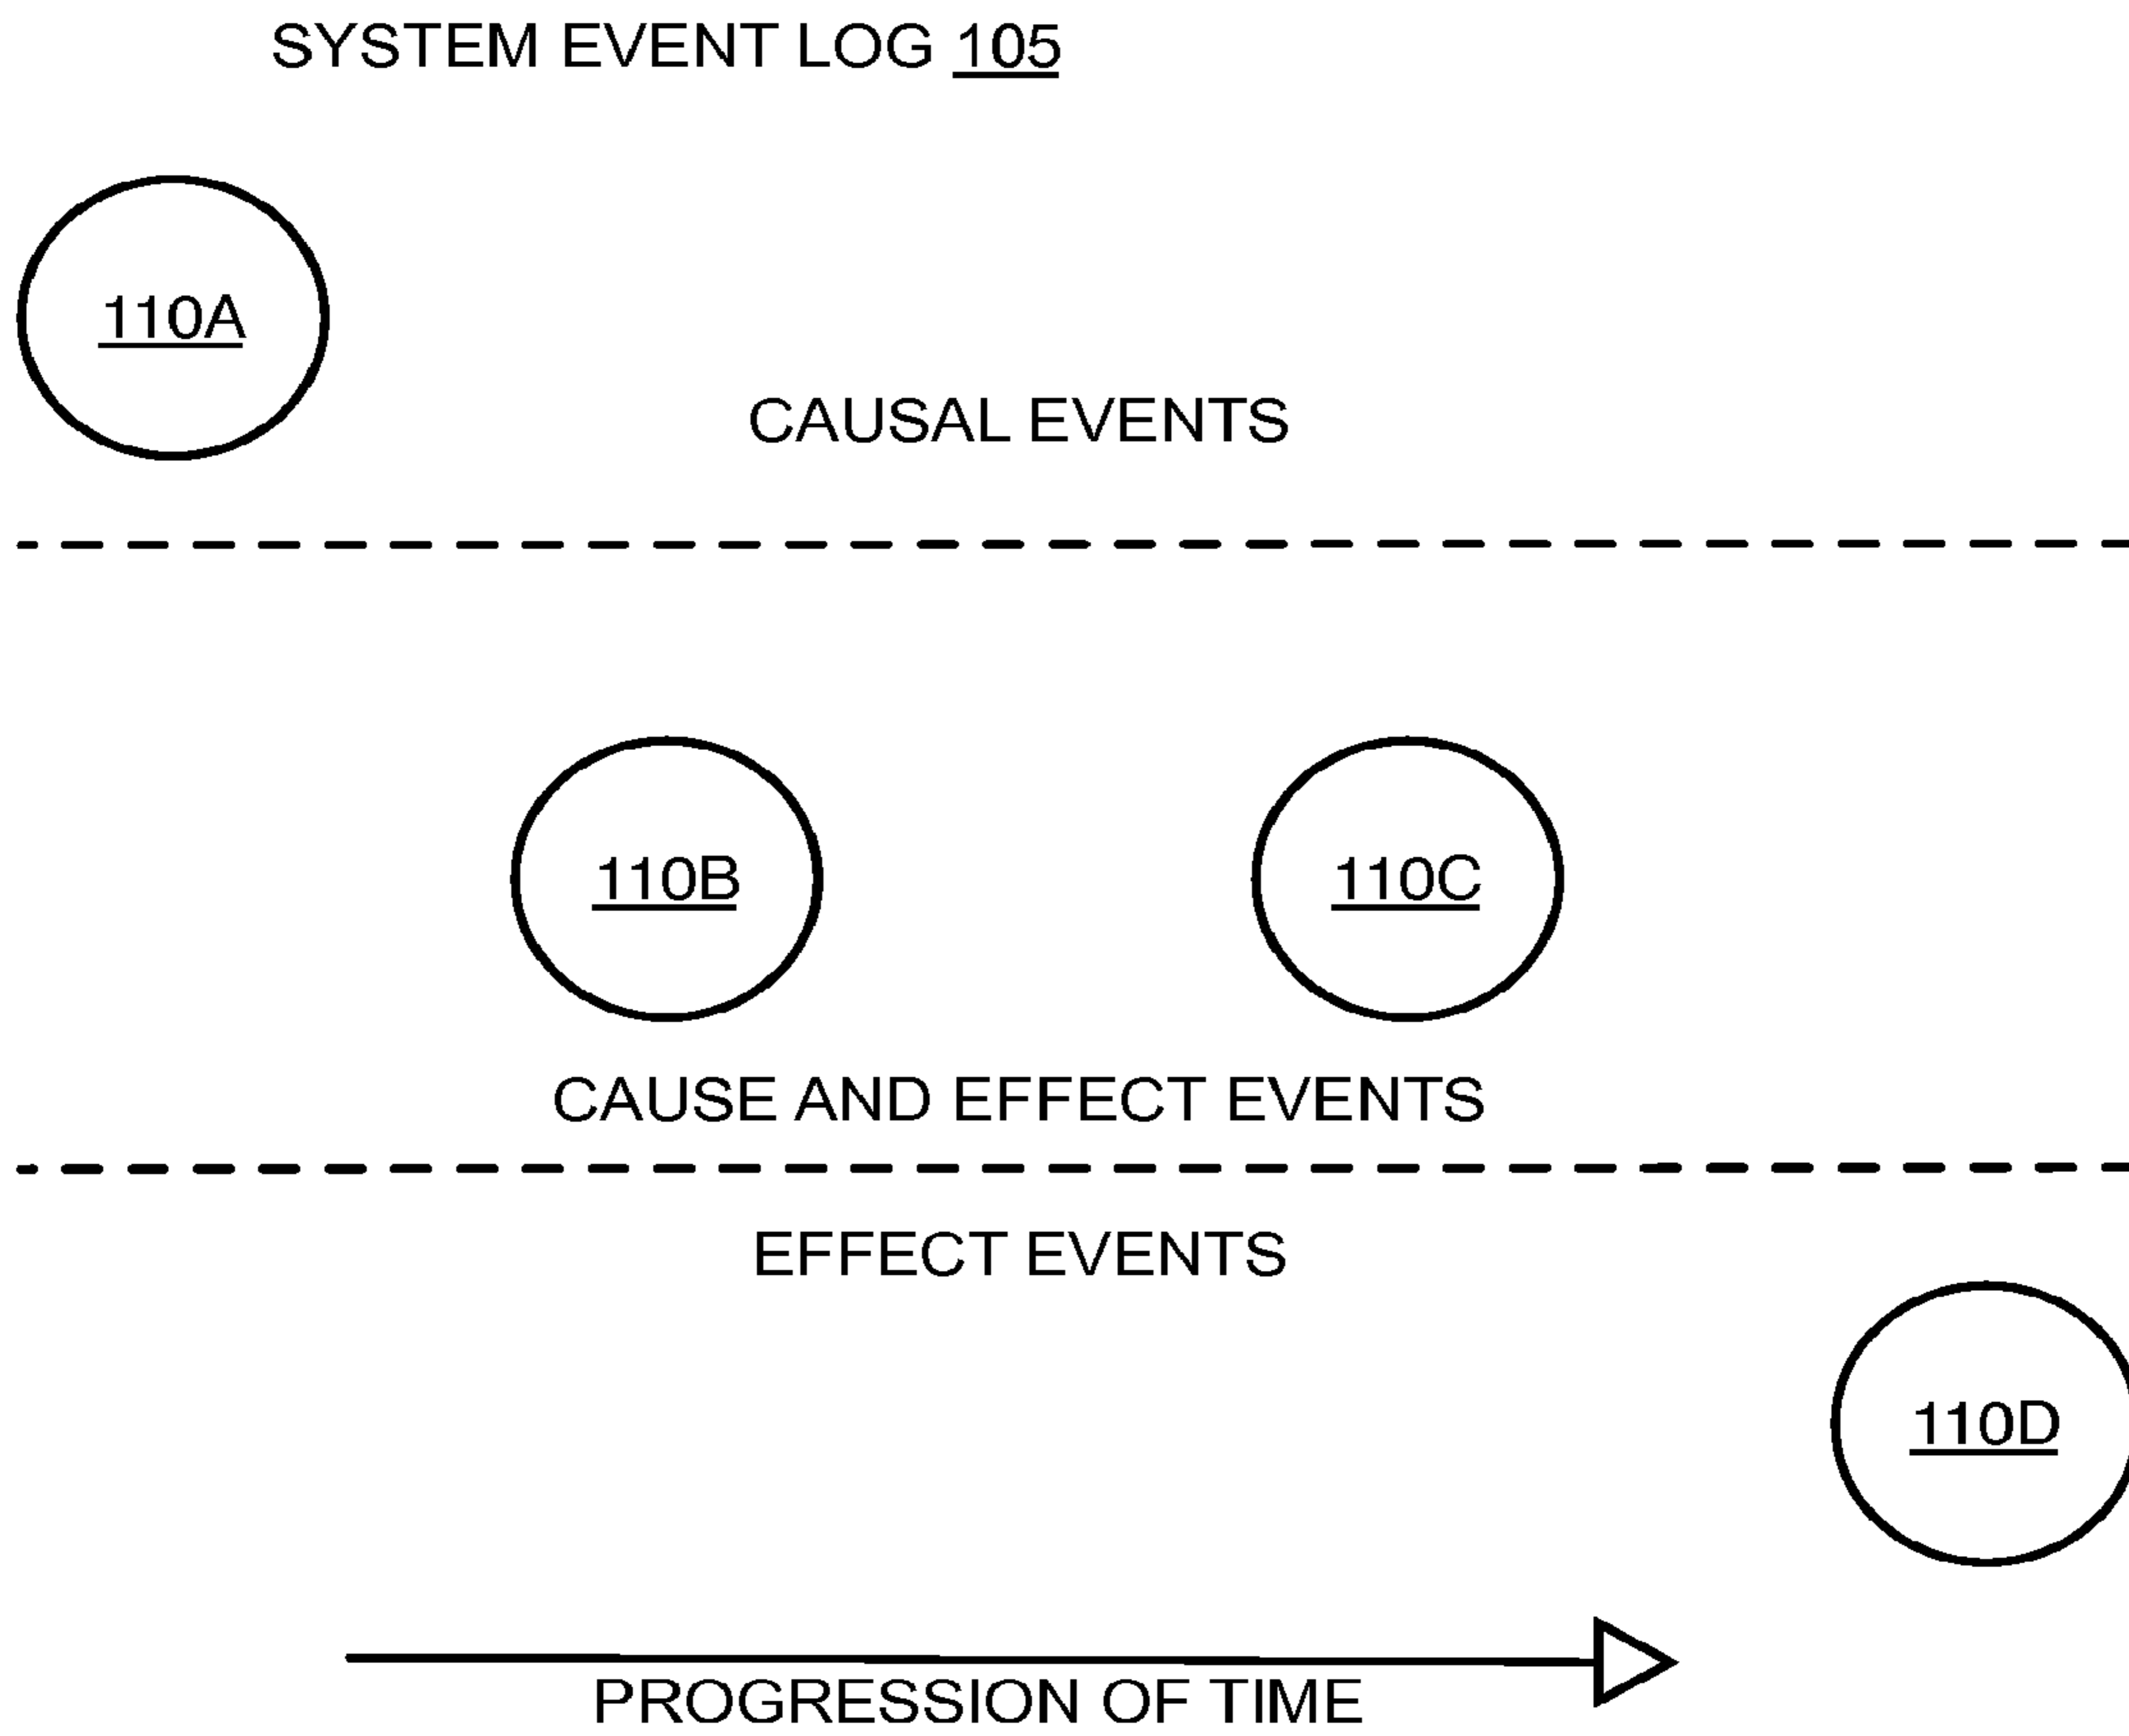 SYSTEM EVENT LOG 105
110A
CAUSAL EVENTS
110B 110C
CAUSE AND EFFECT EVENTS
EFFECT EVENTS
110D
PROGRESSION OF TIME